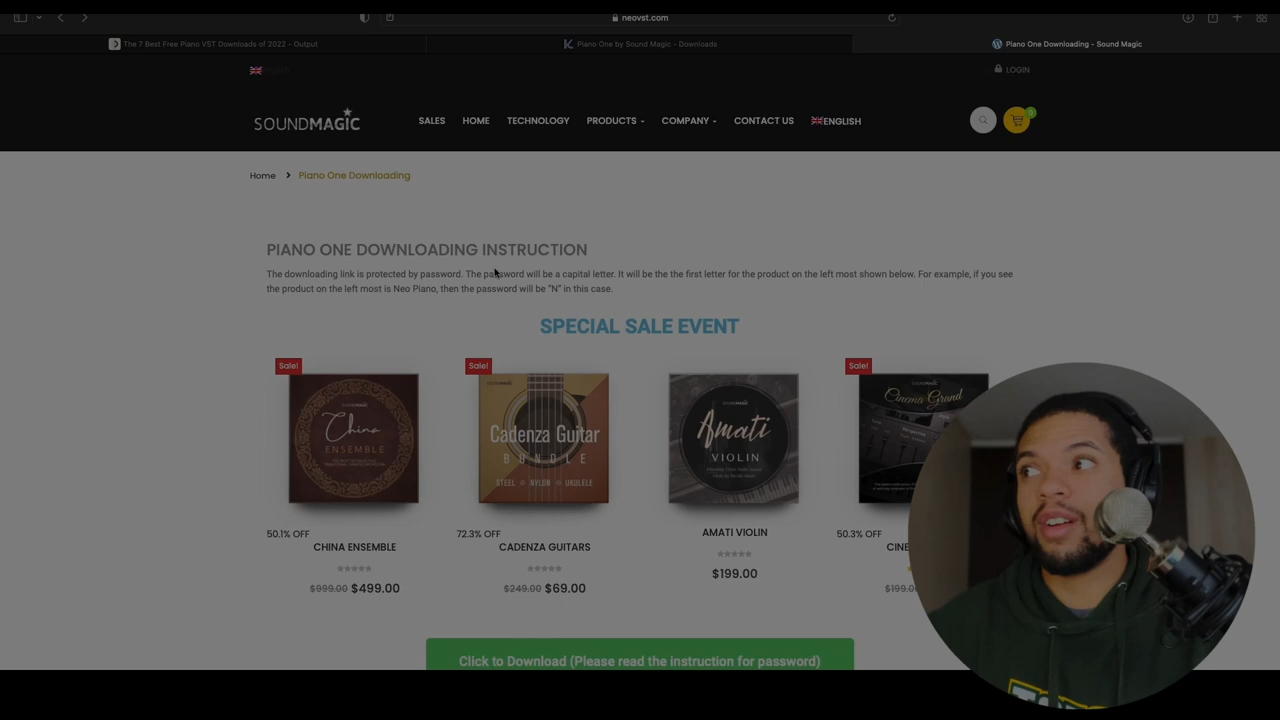 neovst.com
The 7 Best Free Piano VST Downloads of 2022 - Output
Piano One by Sound Magic - Downloads
Piano One Downloading - Sound Magic
English
LOGIN
SOUNDMAGIC
SALES HOME TECHNOLOGY PRODUCTS COMPANY CONTACT US ENGLISH
0
Home > Piano One Downloading
PIANO ONE DOWNLOADING INSTRUCTION
The downloading link is protected by password. The password will be a capital letter. It will be the the first letter for the product on the left most shown below. For example, if you see
the product on the left most is Neo Piano, then the password will be “N” in this case.
SPECIAL SALE EVENT
Sale! Sale! Sale!
SOUNDMAGIC
China
ENSEMBLE
SOUNDMAGIC
Cadenza Guitar
BUNDLE
STEEL NYLON UKULELE
SOUNDMAGIC
Amati
VIOLIN
SOUNDMAGIC
Cinema Grand
50.1% OFF
CHINA ENSEMBLE
$999.00 $499.00
72.3% OFF
CADENZA GUITARS
$249.00 $69.00
AMATI VIOLIN
$199.00
50.3% OFF
CINE
$199.0
Click to Download (Please read the instruction for password)